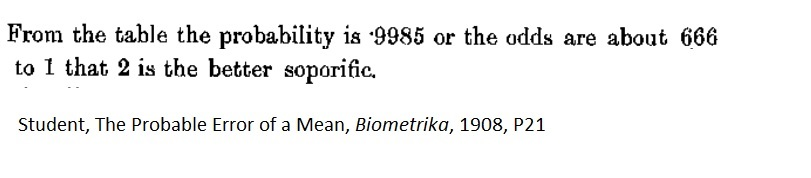 From the table the probability is ·9985 or the odds are about 666
to 1 that 2 is the better soporific.
Student, The Probable Error of a Mean, Biometrika, 1908, P21